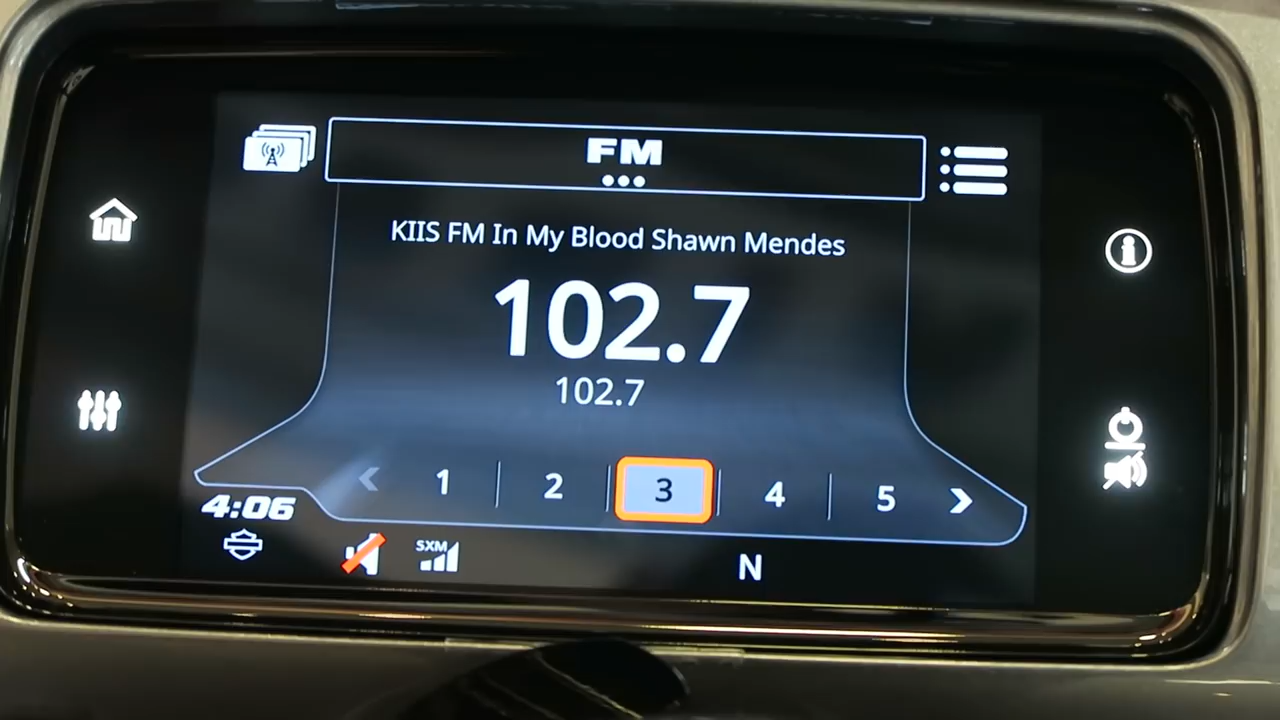 FM
KIIS FM In My Blood Shawn Mendes
102.7
102.7
1 2 3 4 5
4:06
SXM
N